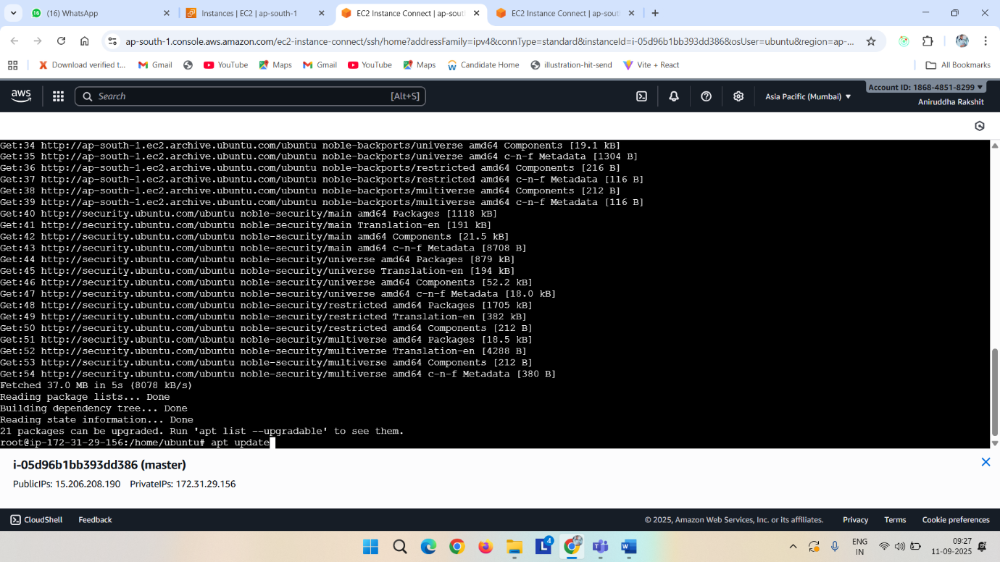 (16) WhatsApp
Instances | EC2 | ap-south-1
EC2 Instance Connect | ap-sout
EC2 Instance Connect | ap-sout
ap-south-1.console.aws.amazon.com/ec2-instance-connect/ssh/home?addressFamily=ipv4&connType=standard&instanceId=i-05d96b1bb393dd386&osUser=ubuntu&region=ap-...
Download verified t...
Gmail
YouTube
Maps
Gmail
YouTube
Maps
Candidate Home
illustration-hit-send
Vite + React
All Bookmarks
aws
Search
[Alt+S]
Asia Pacific (Mumbai)
Account ID: 1868-4851-8299
Aniruddha Rakshit
Get:34 http://ap-south-1.ec2.archive.ubuntu.com/ubuntu noble-backports/universe amd64 Components [19.1 kB]
Get:35 http://ap-south-1.ec2.archive.ubuntu.com/ubuntu noble-backports/universe amd64 c-n-f Metadata [1304 B]
Get:36 http://ap-south-1.ec2.archive.ubuntu.com/ubuntu noble-backports/restricted amd64 Components [216 B]
Get:37 http://ap-south-1.ec2.archive.ubuntu.com/ubuntu noble-backports/restricted amd64 c-n-f Metadata [116 B]
Get:38 http://ap-south-1.ec2.archive.ubuntu.com/ubuntu noble-backports/multiverse amd64 Components [212 B]
Get:39 http://ap-south-1.ec2.archive.ubuntu.com/ubuntu noble-backports/multiverse amd64 c-n-f Metadata [116 B]
Get:40 http://security.ubuntu.com/ubuntu noble-security/main amd64 Packages [1118 kB]
Get:41 http://security.ubuntu.com/ubuntu noble-security/main Translation-en [191 kB]
Get:42 http://security.ubuntu.com/ubuntu noble-security/main amd64 Components [21.5 kB]
Get:43 http://security.ubuntu.com/ubuntu noble-security/main amd64 c-n-f Metadata [8708 B]
Get:44 http://security.ubuntu.com/ubuntu noble-security/universe amd64 Packages [879 kB]
Get:45 http://security.ubuntu.com/ubuntu noble-security/universe Translation-en [194 kB]
Get:46 http://security.ubuntu.com/ubuntu noble-security/universe amd64 Components [52.2 kB]
Get:47 http://security.ubuntu.com/ubuntu noble-security/universe amd64 c-n-f Metadata [18.0 kB]
Get:48 http://security.ubuntu.com/ubuntu noble-security/restricted amd64 Packages [1705 kB]
Get:49 http://security.ubuntu.com/ubuntu noble-security/restricted Translation-en [382 kB]
Get:50 http://security.ubuntu.com/ubuntu noble-security/restricted amd64 Components [212 B]
Get:51 http://security.ubuntu.com/ubuntu noble-security/multiverse amd64 Packages [18.5 kB]
Get:52 http://security.ubuntu.com/ubuntu noble-security/multiverse Translation-en [4288 B]
Get:53 http://security.ubuntu.com/ubuntu noble-security/multiverse amd64 Components [212 B]
Get:54 http://security.ubuntu.com/ubuntu noble-security/multiverse amd64 c-n-f Metadata [380 B]
Fetched 37.0 MB in 5s (8078 kB/s)
Reading package lists... Done
Building dependency tree... Done
Reading state information... Done
21 packages can be upgraded. Run 'apt list --upgradable' to see them.
root@ip-172-31-29-156:/home/ubuntu# apt update
i-05d96b1bb393dd386 (master)
PublicIPs: 15.206.208.190 PrivateIPs: 172.31.29.156
CloudShell
Feedback
© 2025, Amazon Web Services, Inc. or its affiliates.
Privacy
Terms
Cookie preferences
4
ENG
IN
09:27
11-09-2025